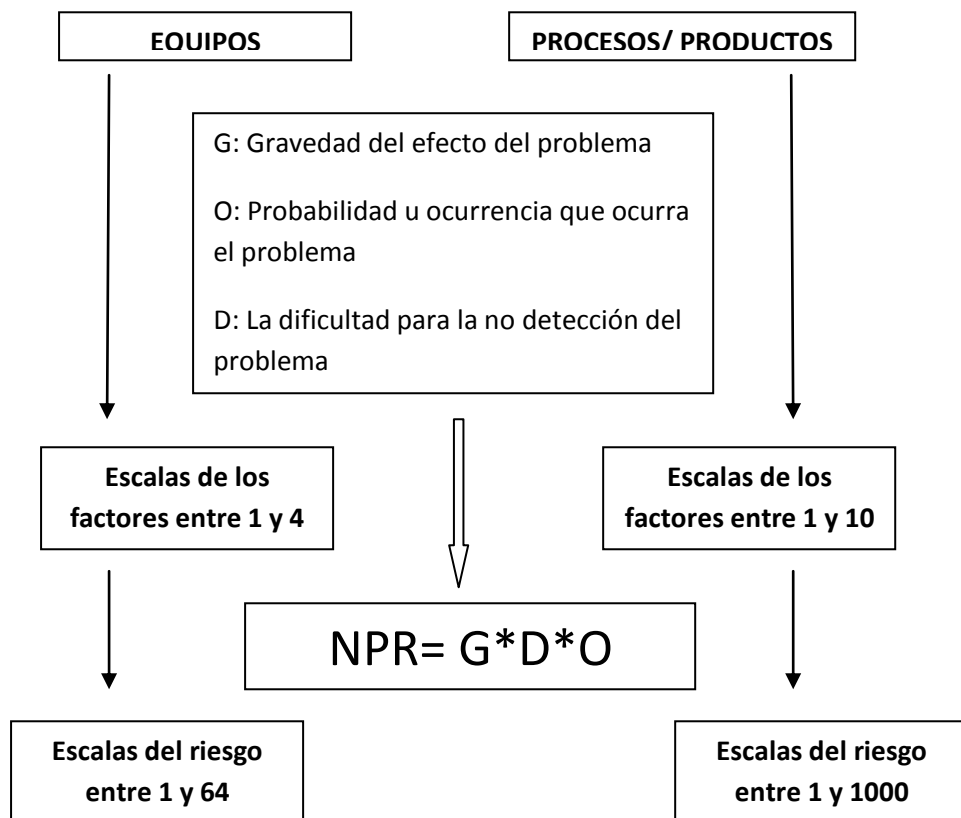 EQUIPOS
PROCESOS/ PRODUCTOS
G: Gravedad del efecto del problema
O: Probabilidad u ocurrencia que ocurra
el problema
D: La dificultad para la no detección del
problema
Escalas de los
factores entre 1 y 4
Escalas de los
factores entre 1 y 10
NPR= G*D*O
Escalas del riesgo
entre 1 y 64
Escalas del riesgo
entre 1 y 1000